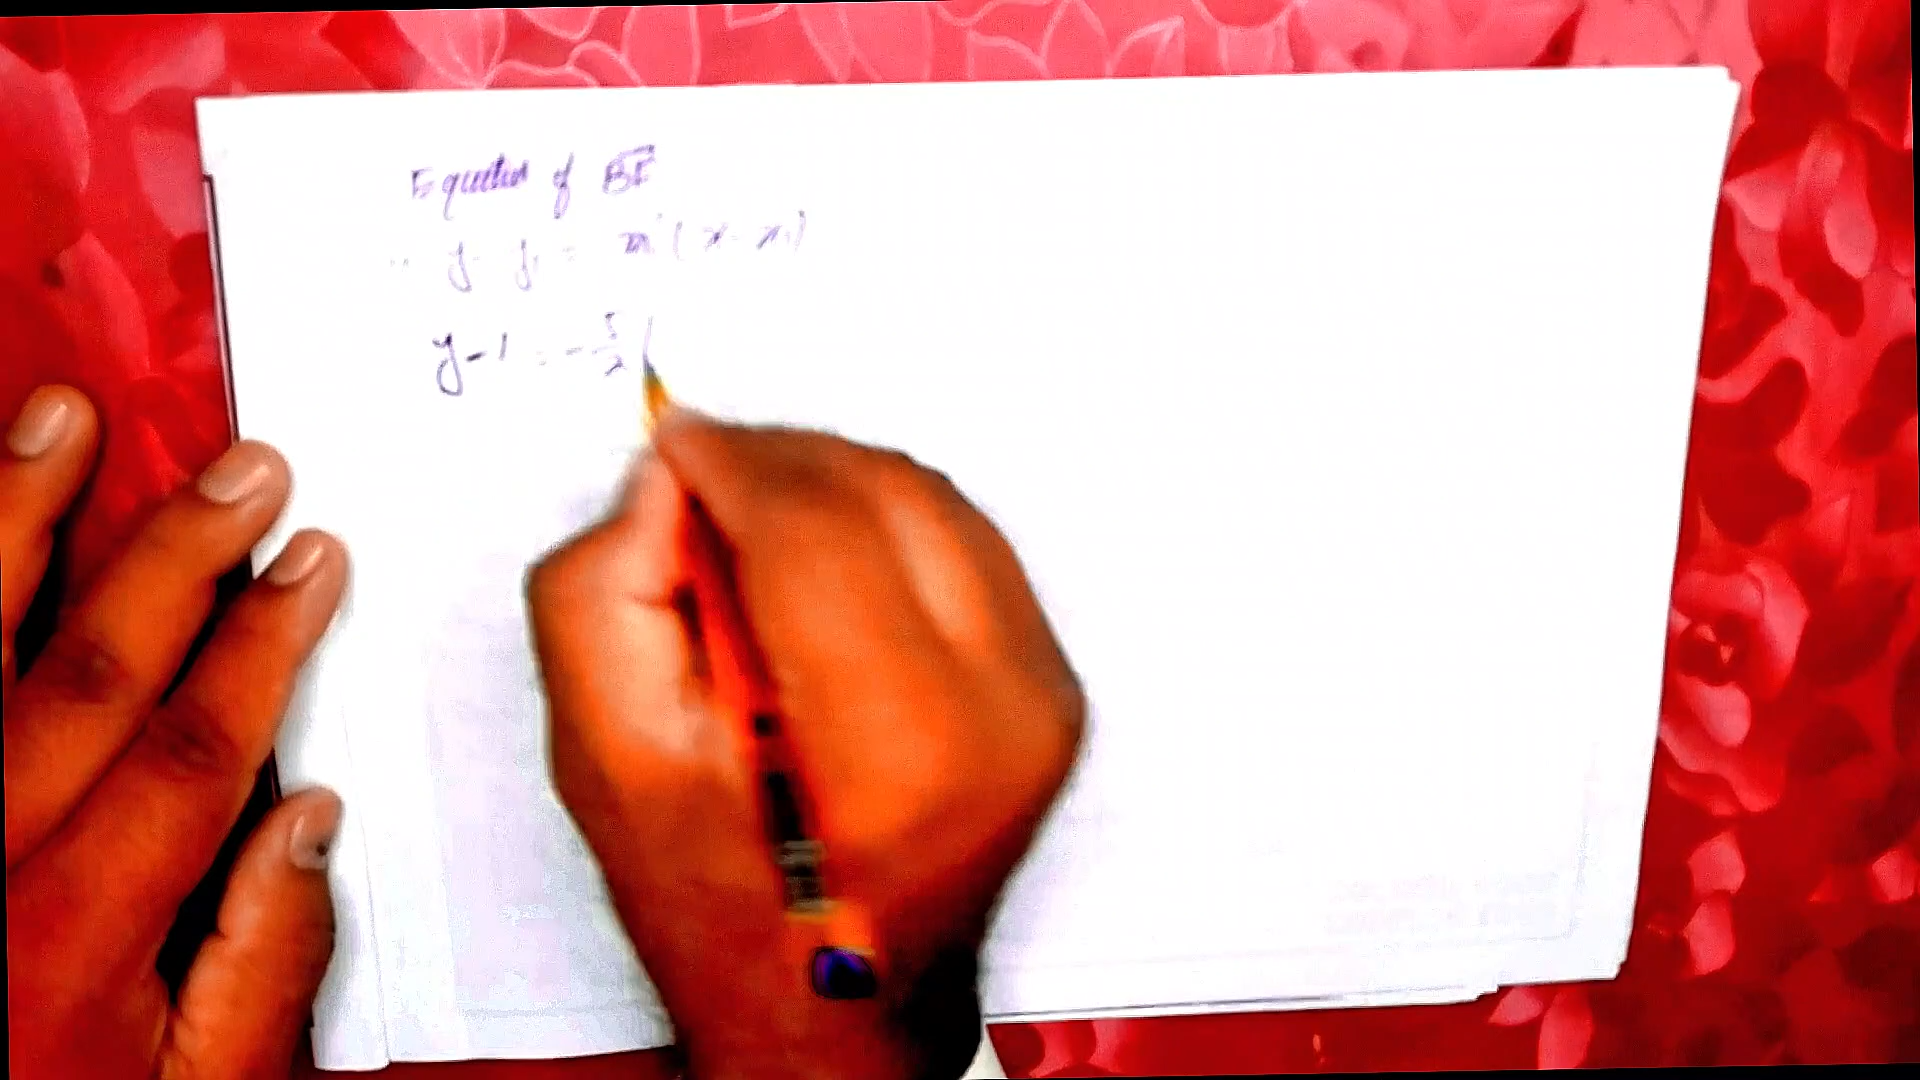 Equation of BE
y - y₁ = m (x - x₁)
y - 1 = - 5/2 (